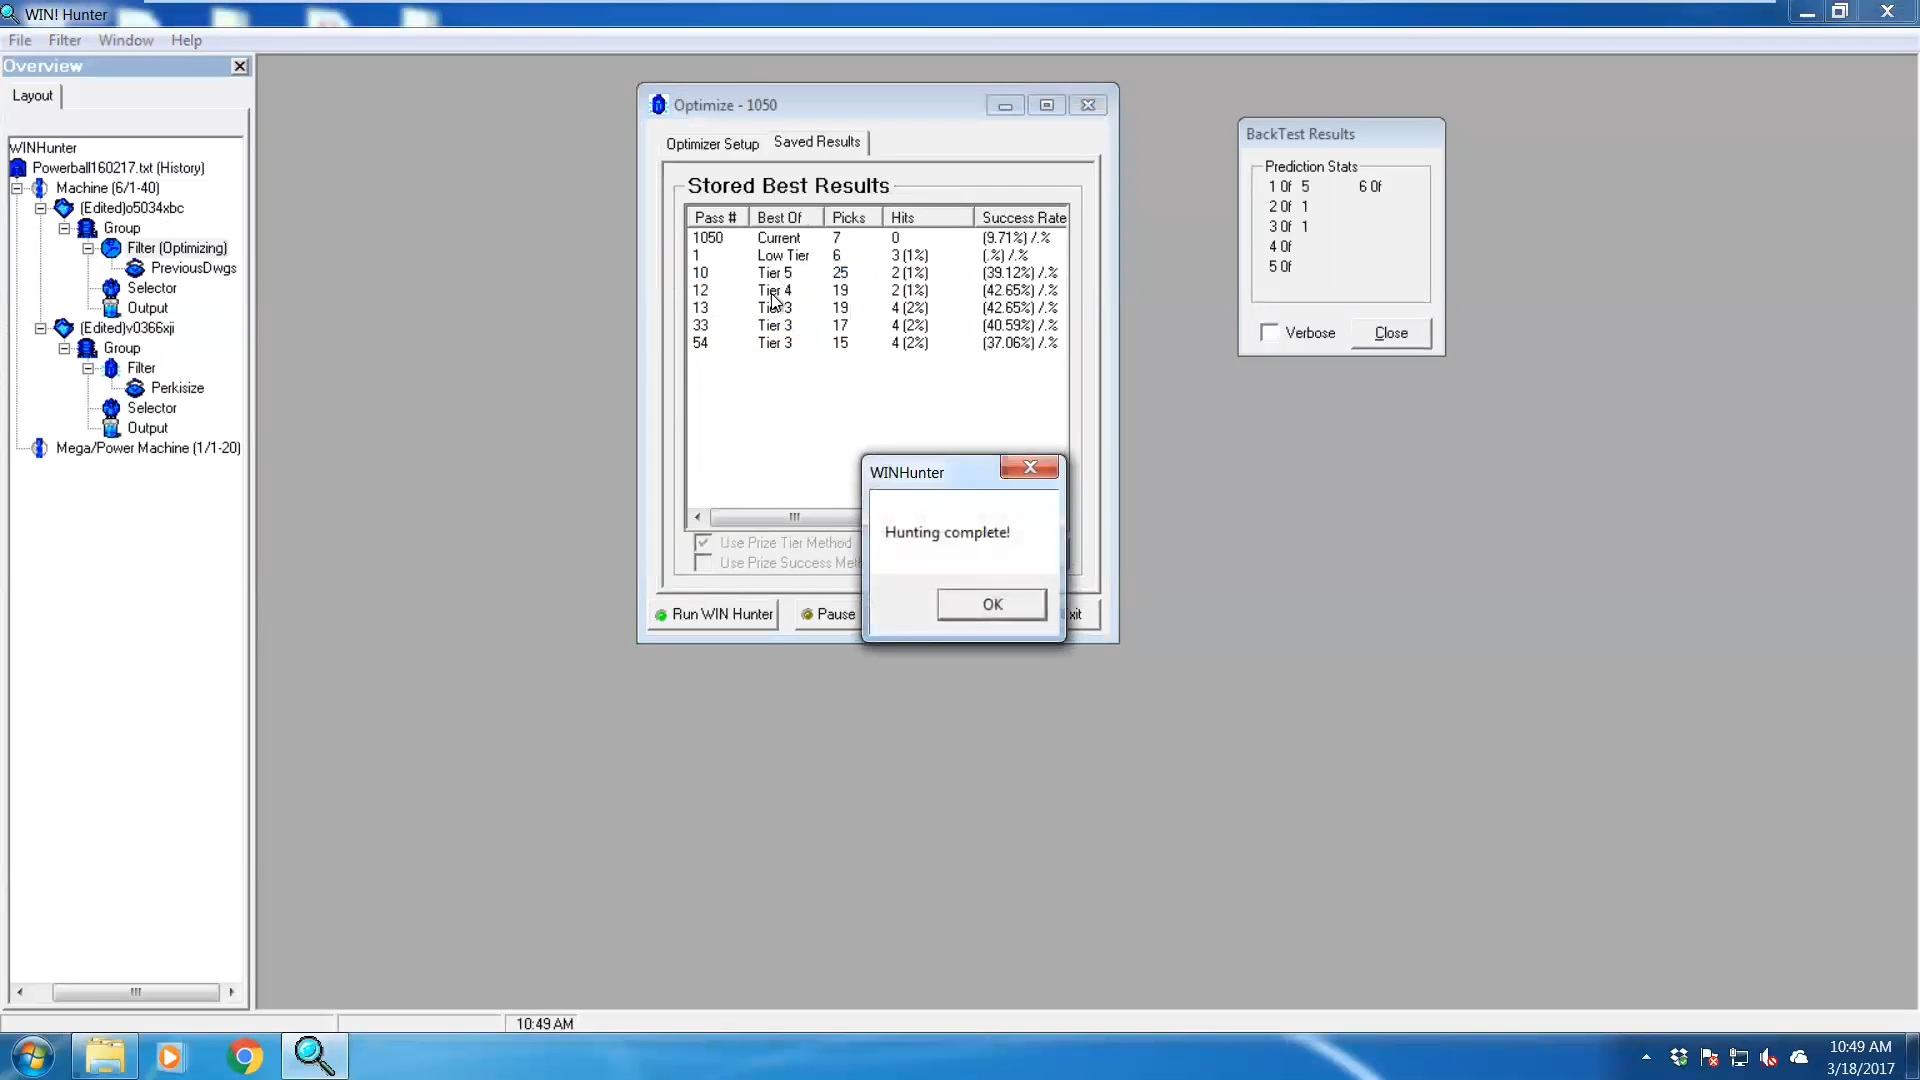 WIN! Hunter
File Filter Window Help
Overview
Layout
WINHunter
Powerball160217.txt (History)
Machine (6/1-40)
(Edited)o5034xbc
Group
Filter (Optimizing)
PreviousDwgs
Selector
Output
(Edited)v0366xji
Group
Filter
Perkisize
Selector
Output
Mega/Power Machine (1/1-20)
Optimize - 1050
Optimizer Setup Saved Results
Stored Best Results
Pass # Best Of Picks Hits Success Rate
1050 Current 7 0 (9.71%) /.%
1 Low Tier 6 3 (1%) (.%) /.%
10 Tier 5 25 2 (1%) (39.12%) /.%
12 Tier 4 19 2 (1%) (42.65%) /.%
13 Tier 3 19 4 (2%) (42.65%) /.%
33 Tier 3 17 4 (2%) (40.59%) /.%
54 Tier 3 15 4 (2%) (37.06%) /.%
Use Prize Tier Method
Use Prize Success Met
Run WIN Hunter Pause xit
WINHunter
Hunting complete!
OK
BackTest Results
Prediction Stats
1 Of 5 6 Of
2 Of 1
3 Of 1
4 Of
5 Of
Verbose Close
10:49 AM
10:49 AM
3/18/2017